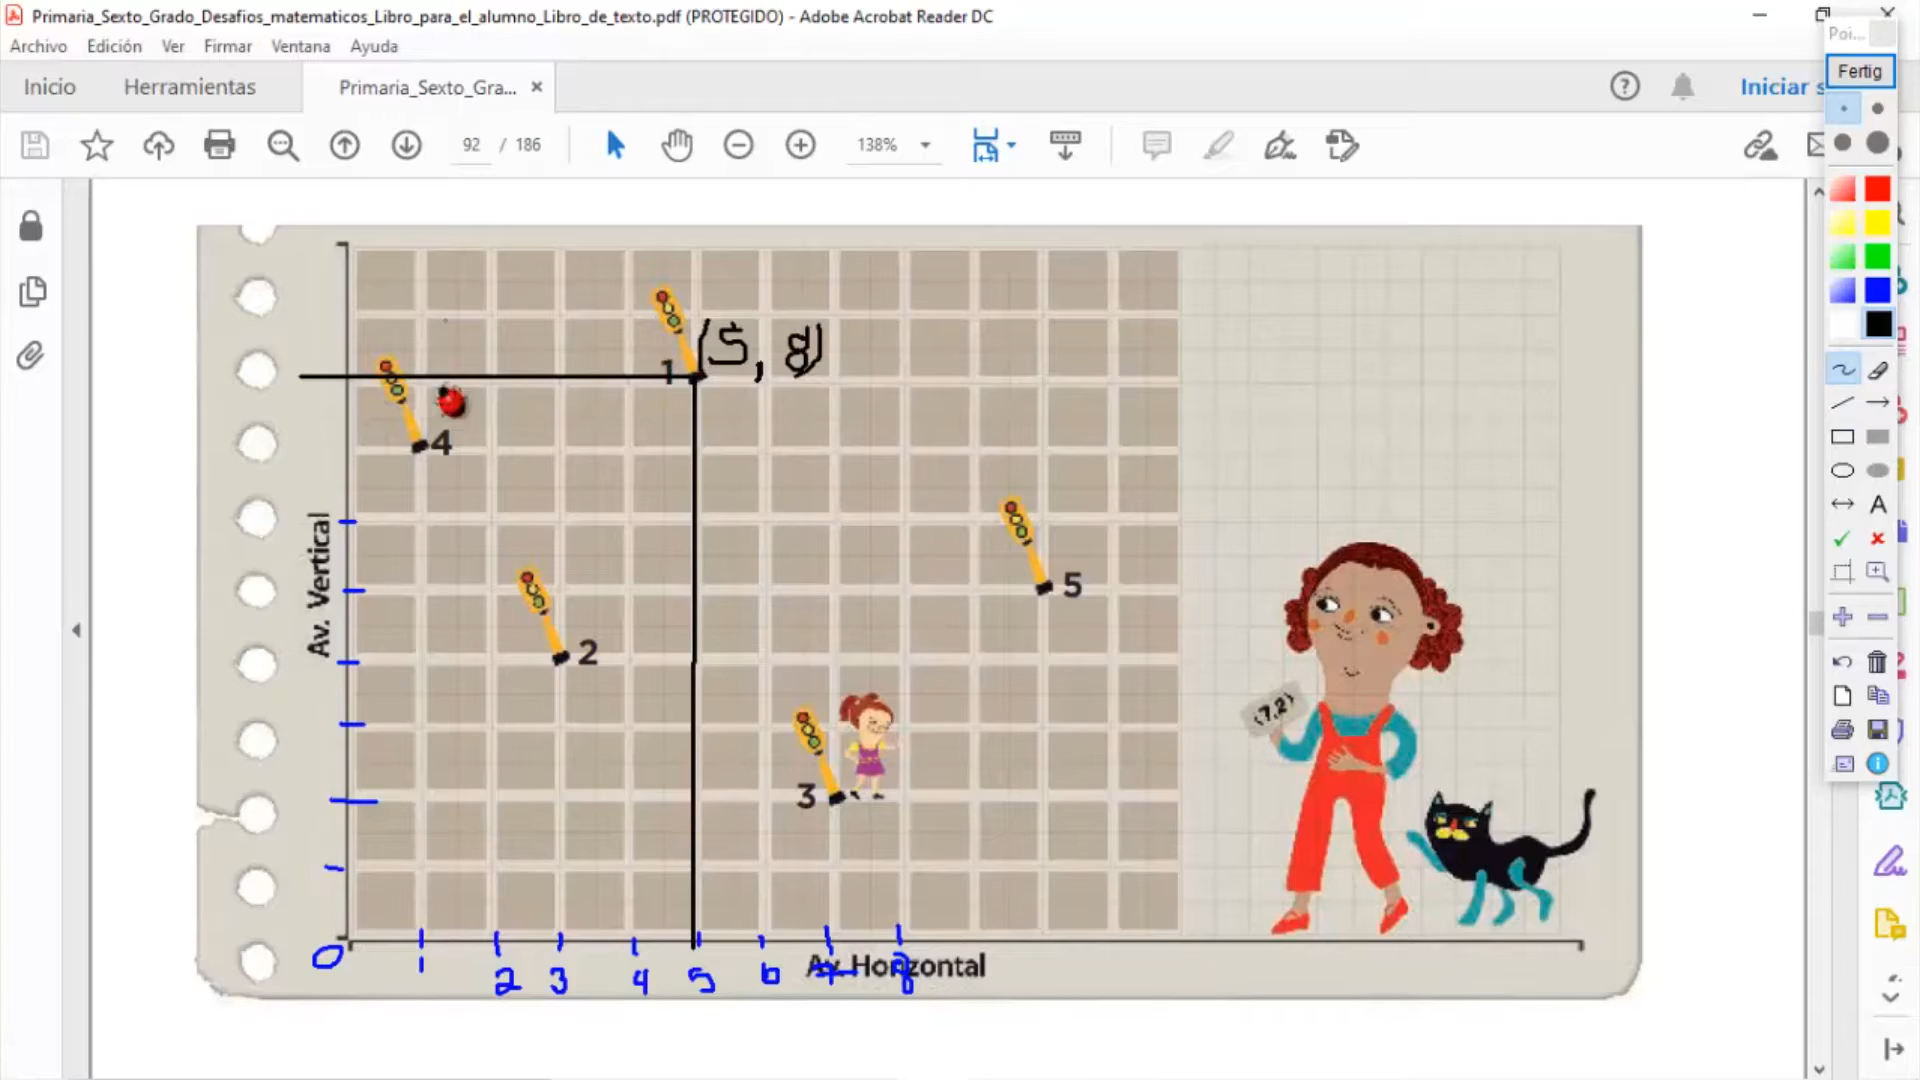 Primaria_Sexto_Grado_Desafios_matematicos_Libro_para_el_alumno_Libro_de_texto.pdf (PROTEGIDO) - Adobe Acrobat Reader DC
Poi...
Archivo Edición Ver Firmar Ventana Ayuda
Fertig
Inicio Herramientas Primaria_Sexto_Gra... × Iniciar s
92 / 186 138%
(5, 8)
1
4
Av. Vertical
5
2
(7,2)
3
0 1 2 3 4 5 6 7 8
Av. Horizontal
A